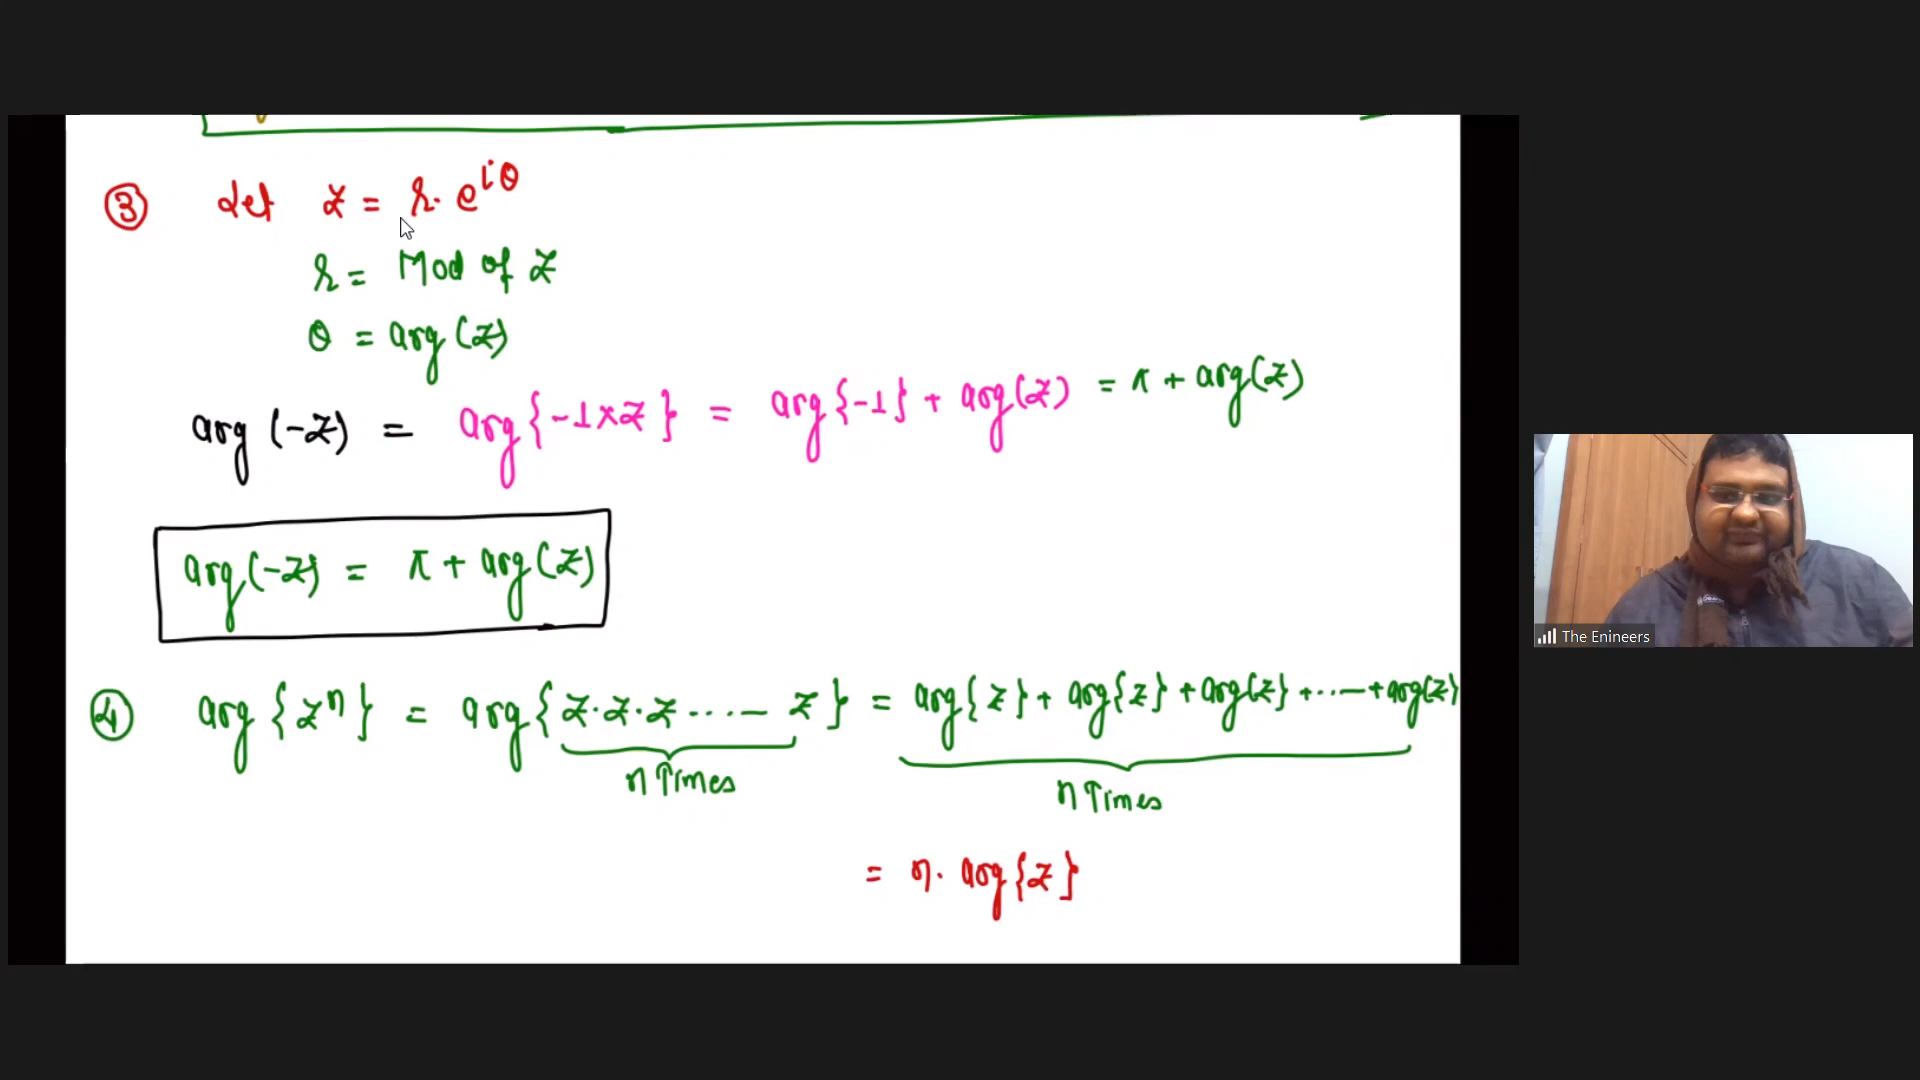 ③ Let z = r. e^{iθ}
r = Mod of z
θ = arg (z)
arg (-z) = arg{-1×z} = arg{-1} + arg(z) = π + arg(z)
arg(-z) = π + arg(z)
④ arg{z^n} = arg{z.z.z.... z} = arg{z} + arg{z} + arg{z} + .... + arg(z)
n Times n Times
= n. arg{z}
The Enineers